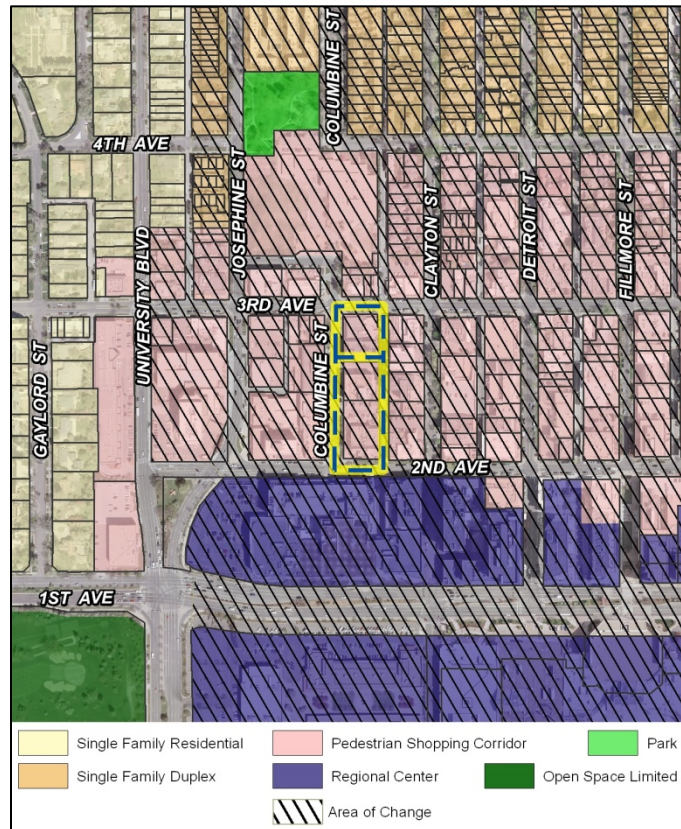 COLUMBINE ST
4TH AVE
JOSEPHINE ST
CLAYTON ST
DETROIT ST
FILLMORE ST
UNIVERSITY BLVD
3RD AVE
GAYLORD ST
COLUMBINE ST
2ND AVE
1ST AVE
Single Family Residential
Pedestrian Shopping Corridor
Park
Single Family Duplex
Regional Center
Open Space Limited
Area of Change